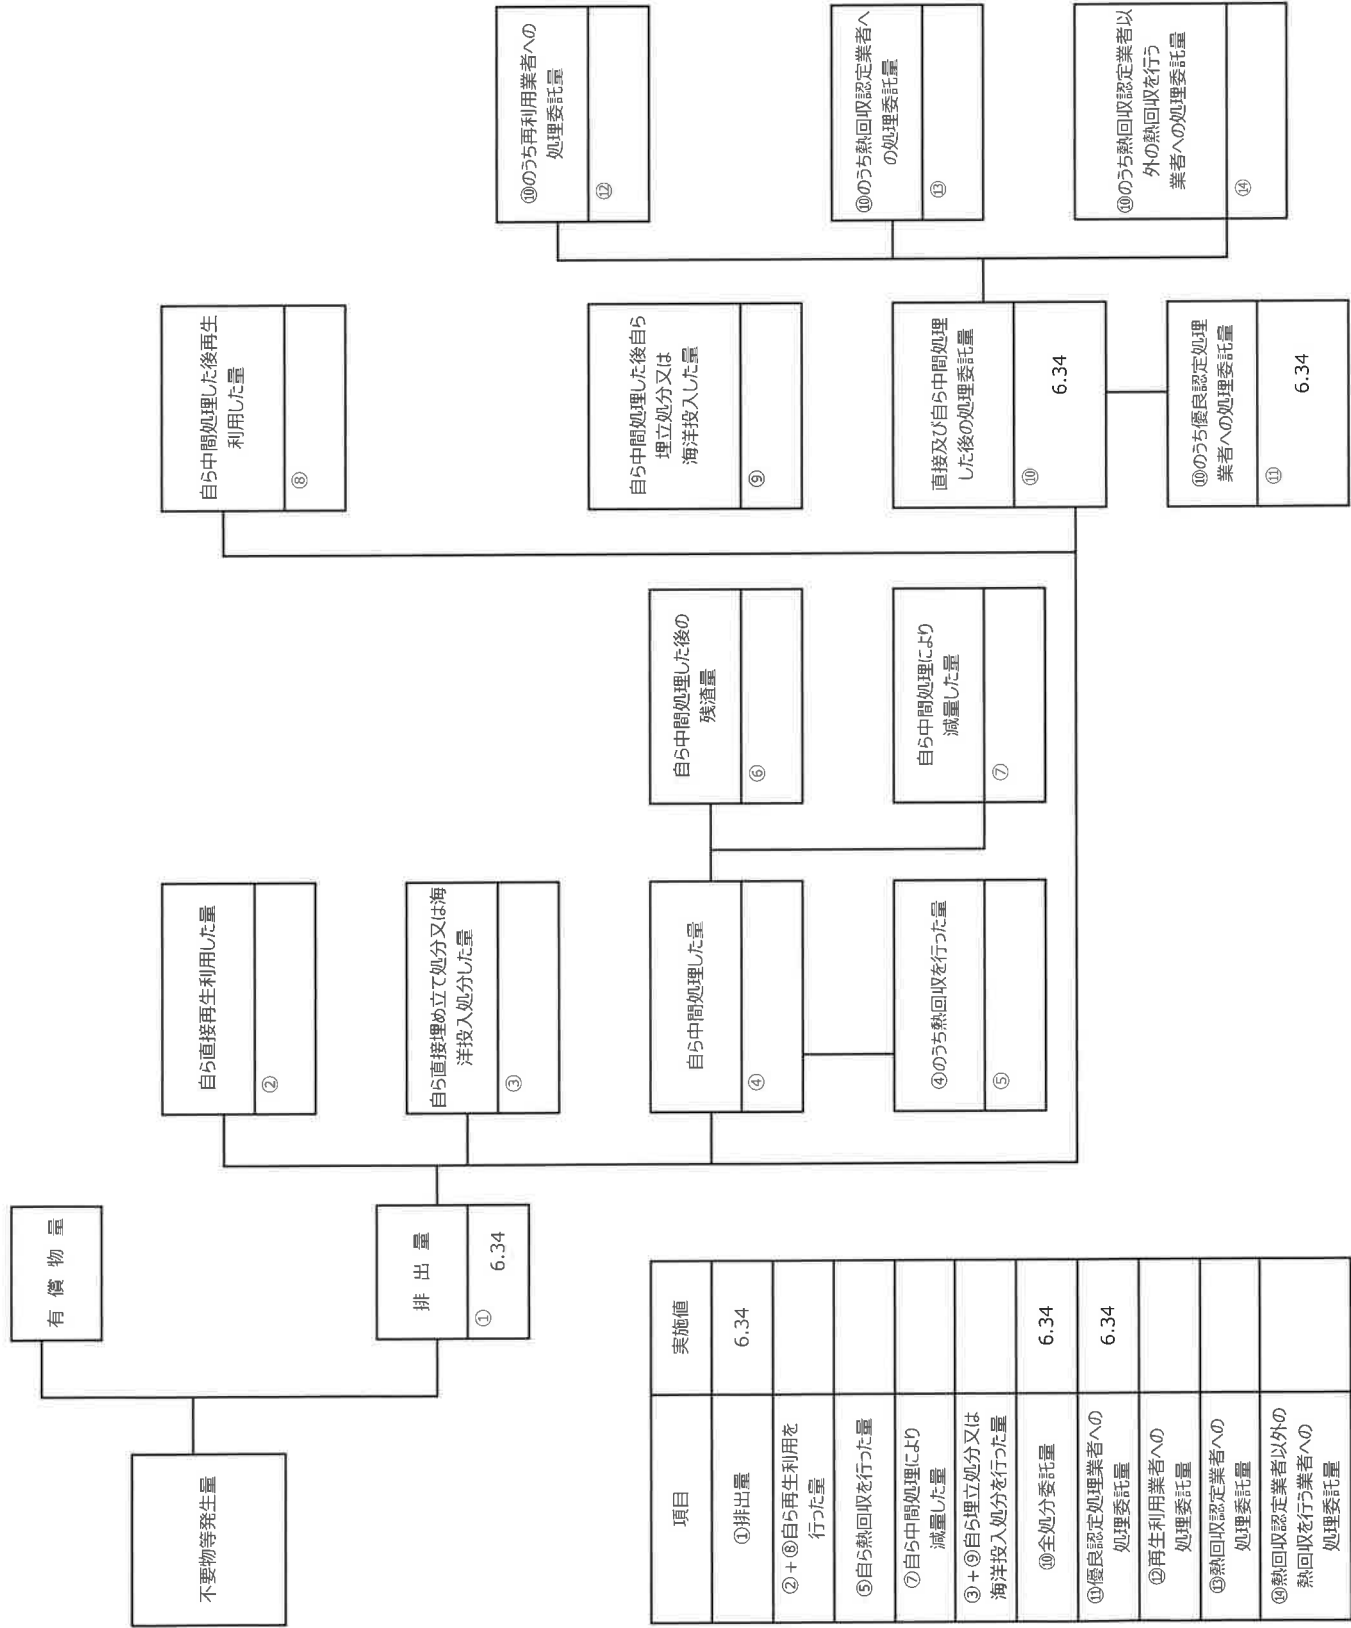 有償物量
不要物等発生量
排出量
①
6.34
自ら直接再生利用した量
②
自ら直接埋め立て処分又は海
洋投入処分した量
③
自ら中間処理した量
④
④のうち熱回収を行った量
⑤
自ら中間処理した後の
残渣量
⑥
自ら中間処理により
減量した量
⑦
自ら中間処理した後再生
利用した量
⑧
自ら中間処理した後自ら
埋立処分又は
海洋投入した量
⑨
直接及び自ら中間処理
した後の処理委託量
⑩
6.34
⑩のうち優良認定処理
業者への処理委託量
⑪
6.34
⑩のうち再利用業者への
処理委託量
⑫
⑩のうち熱回収認定業者へ
の処理委託量
⑬
⑩のうち熱回収認定業者以
外の熱回収を行う
業者への処理委託量
⑭
項目 実施値
①排出量 6.34
②+⑧自ら再生利用を
行った量
⑤自ら熱回収を行った量
⑦自ら中間処理により
減量した量
③+⑨自ら埋立処分又は
海洋投入処分を行った量
⑩全処分委託量 6.34
⑪優良認定処理業者への
処理委託量 6.34
⑫再生利用業者への
処理委託量
⑬熱回収認定業者への
処理委託量
⑭熱回収認定業者以外の
熱回収を行う業者への
処理委託量